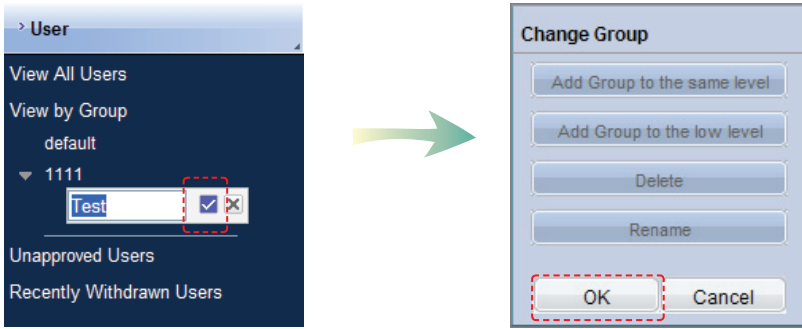 User
View All Users
View by Group
default
1111
Test
Unapproved Users
Recently Withdrawn Users
Change Group
Add Group to the same level
Add Group to the low level
Delete
Rename
OK
Cancel